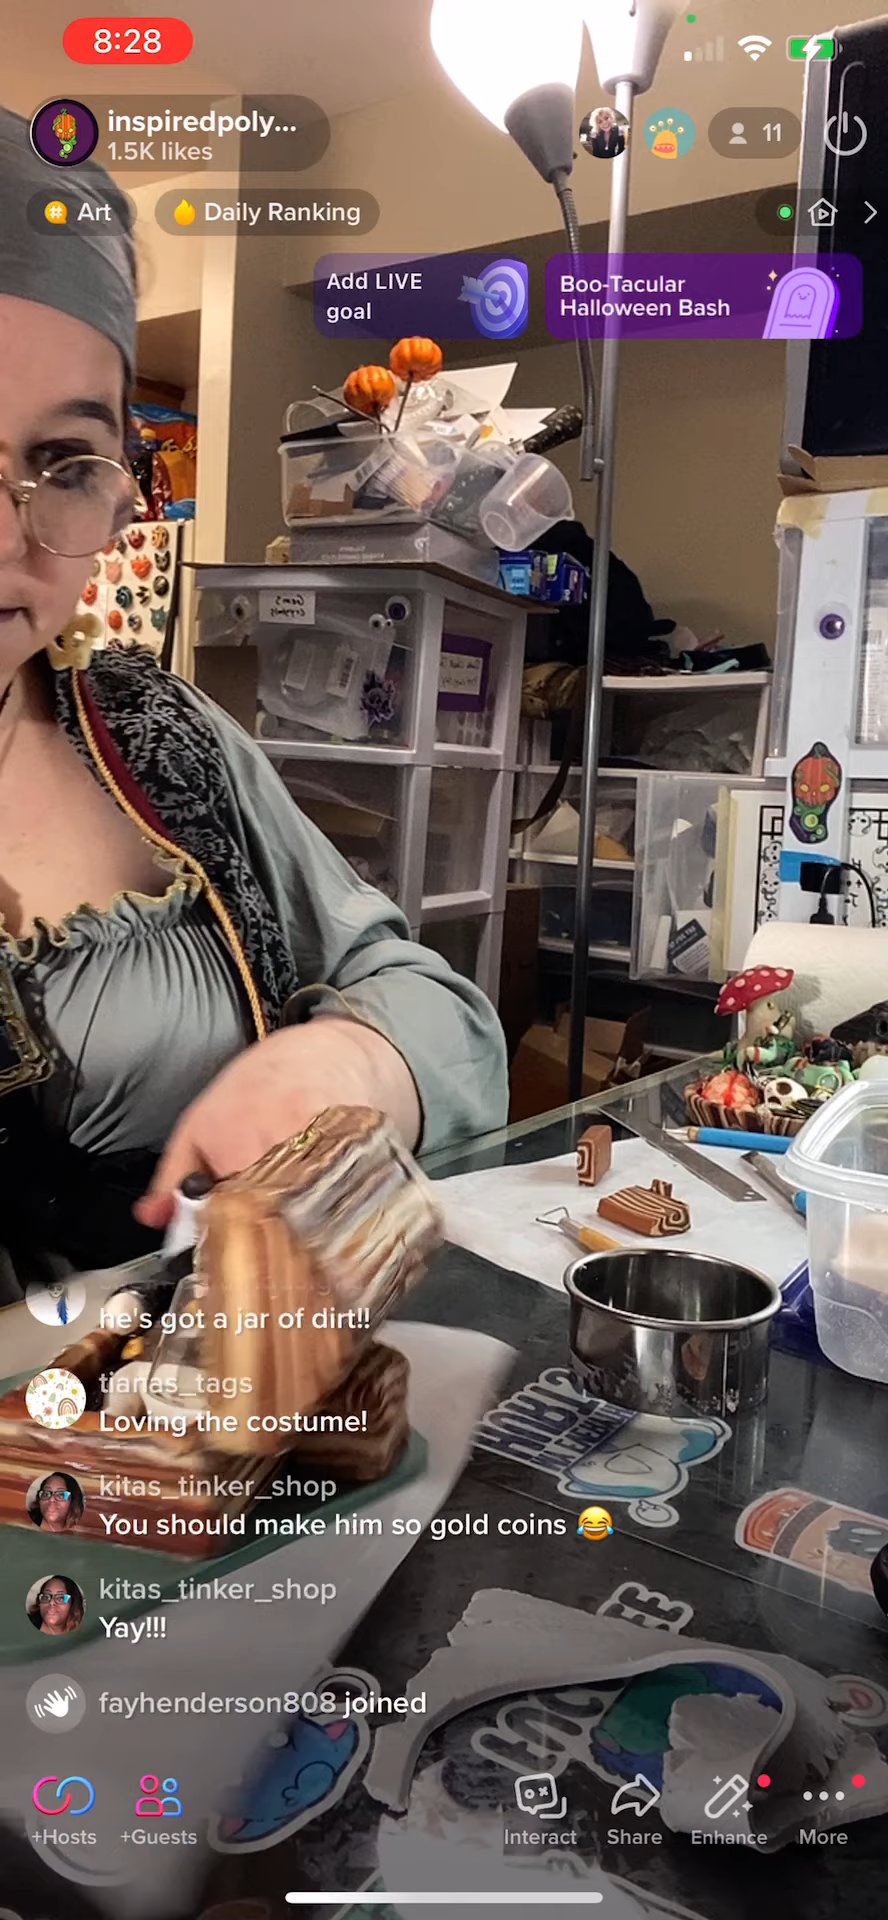 8:28
inspiredpoly...
1.5K likes
11
Art
Daily Ranking
Add LIVE
goal
Boo-Tacular
Halloween Bash
he's got a jar of dirt!!
tianas_tags
Loving the costume!
kitas_tinker_shop
You should make him so gold coins 😂
kitas_tinker_shop
Yay!!!
fayhenderson808 joined
+Hosts
+Guests
Interact
Share
Enhance
More